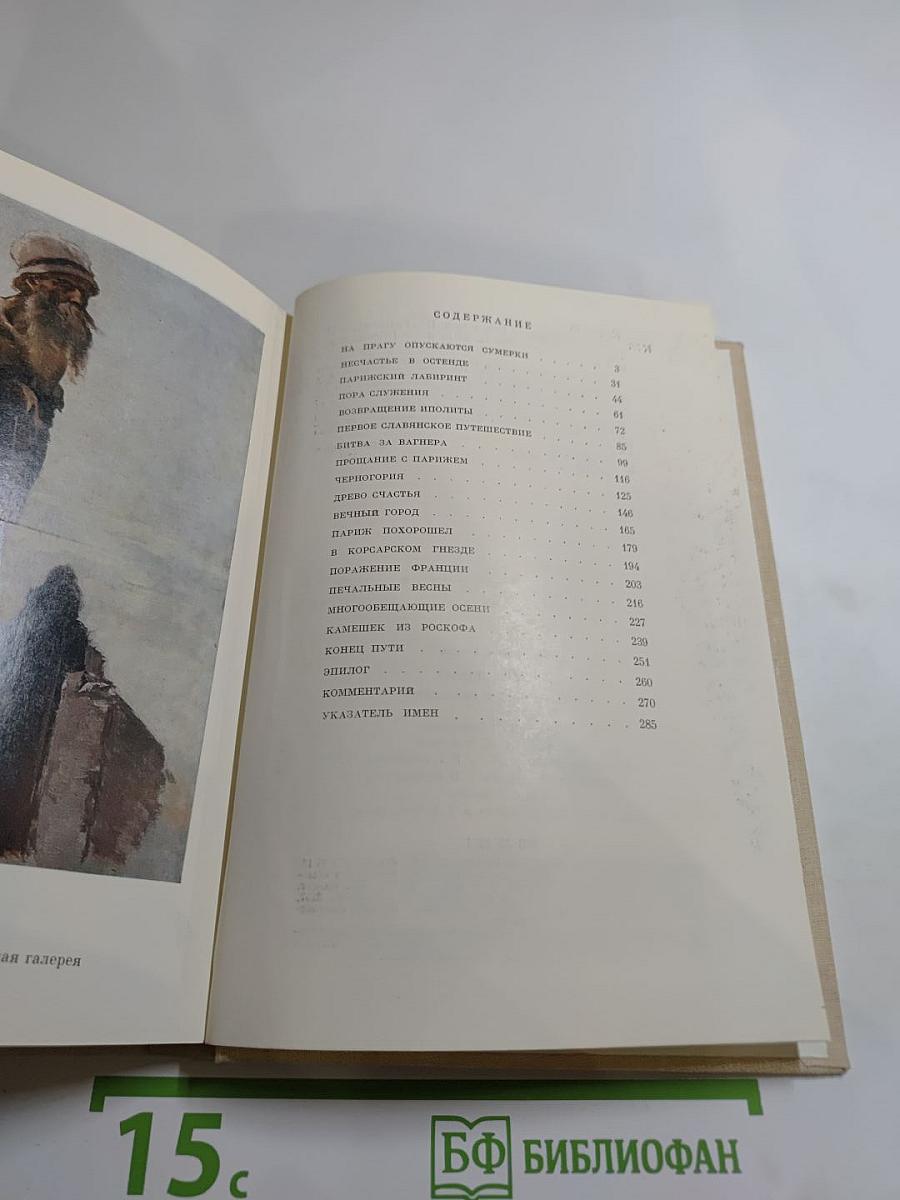 ая галерея
СОДЕРЖАНИЕ
НА ПРАГУ ОПУСКАЮТСЯ СУМЕРКИ . . . . . 3
НЕСЧАСТЬЕ В ОСТЕНДЕ . . . . . 31
ПАРИЖСКИЙ ЛАБИРИНТ . . . . . 44
ПОРА СЛУЖЕНИЯ . . . . . 61
ВОЗВРАЩЕНИЕ ИПОЛИТЫ . . . . . 72
ПЕРВОЕ СЛАВЯНСКОЕ ПУТЕШЕСТВИЕ . . . . . 85
БИТВА ЗА ВАГНЕРА . . . . . 99
ПРОЩАНИЕ С ПАРИЖЕМ . . . . . 116
ЧЕРНОГОРИЯ . . . . . 125
ДРЕВО СЧАСТЬЯ . . . . . 146
ВЕЧНЫЙ ГОРОД . . . . . 165
ПАРИЖ ПОХОРОШЕЛ . . . . . 179
В КОРСАРСКОМ ГНЕЗДЕ . . . . . 194
ПОРАЖЕНИЕ ФРАНЦИИ . . . . . 203
ПЕЧАЛЬНЫЕ ВЕСНЫ . . . . . 216
МНОГООБЕЩАЮЩИЕ ОСЕНИ . . . . . 227
КАМЕШЕК ИЗ РОСКОФА . . . . . 239
КОНЕЦ ПУТИ . . . . . 251
ЭПИЛОГ . . . . . 260
КОММЕНТАРИЙ . . . . . 270
УКАЗАТЕЛЬ ИМЕН . . . . . 285
15 с
БФ БИБЛИОФАН